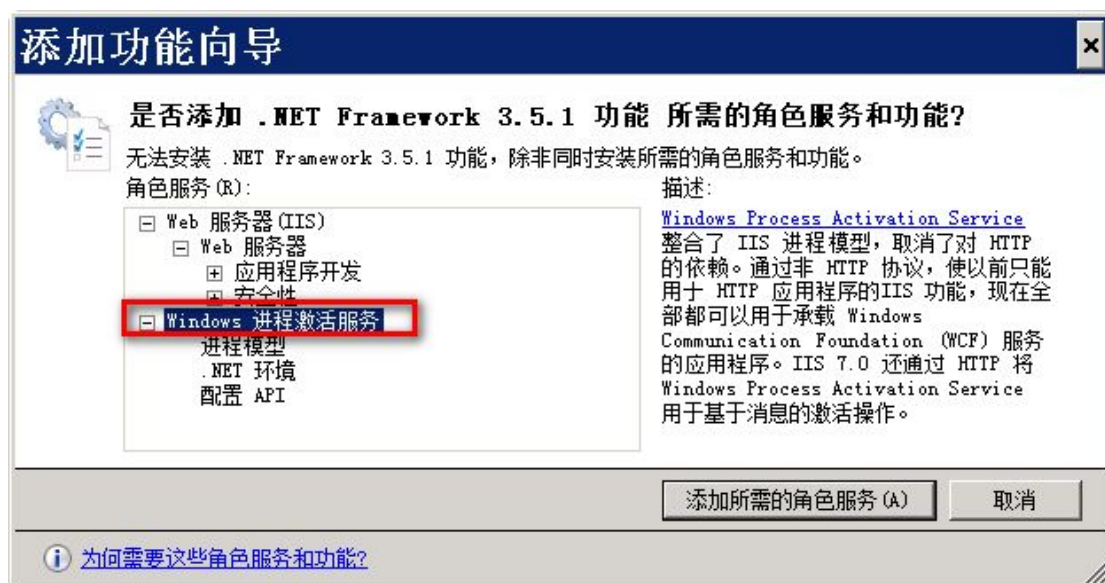 添加功能向导
是否添加 .NET Framework 3.5.1 功能 所需的角色服务和功能?
无法安装 .NET Framework 3.5.1 功能，除非同时安装所需的角色服务和功能。
角色服务(R):
Web 服务器(IIS)
Web 服务器
应用程序开发
安全性
Windows 进程激活服务
进程模型
.NET 环境
配置 API
描述:
Windows Process Activation Service
整合了 IIS 进程模型，取消了对 HTTP
的依赖。通过非 HTTP 协议，使以前只能
用于 HTTP 应用程序的IIS 功能，现在全
部都可以用于承载 Windows
Communication Foundation (WCF) 服务
的应用程序。IIS 7.0 还通过 HTTP 将
Windows Process Activation Service
用于基于消息的激活操作。
添加所需的角色服务(A)
取消
为何需要这些角色服务和功能?